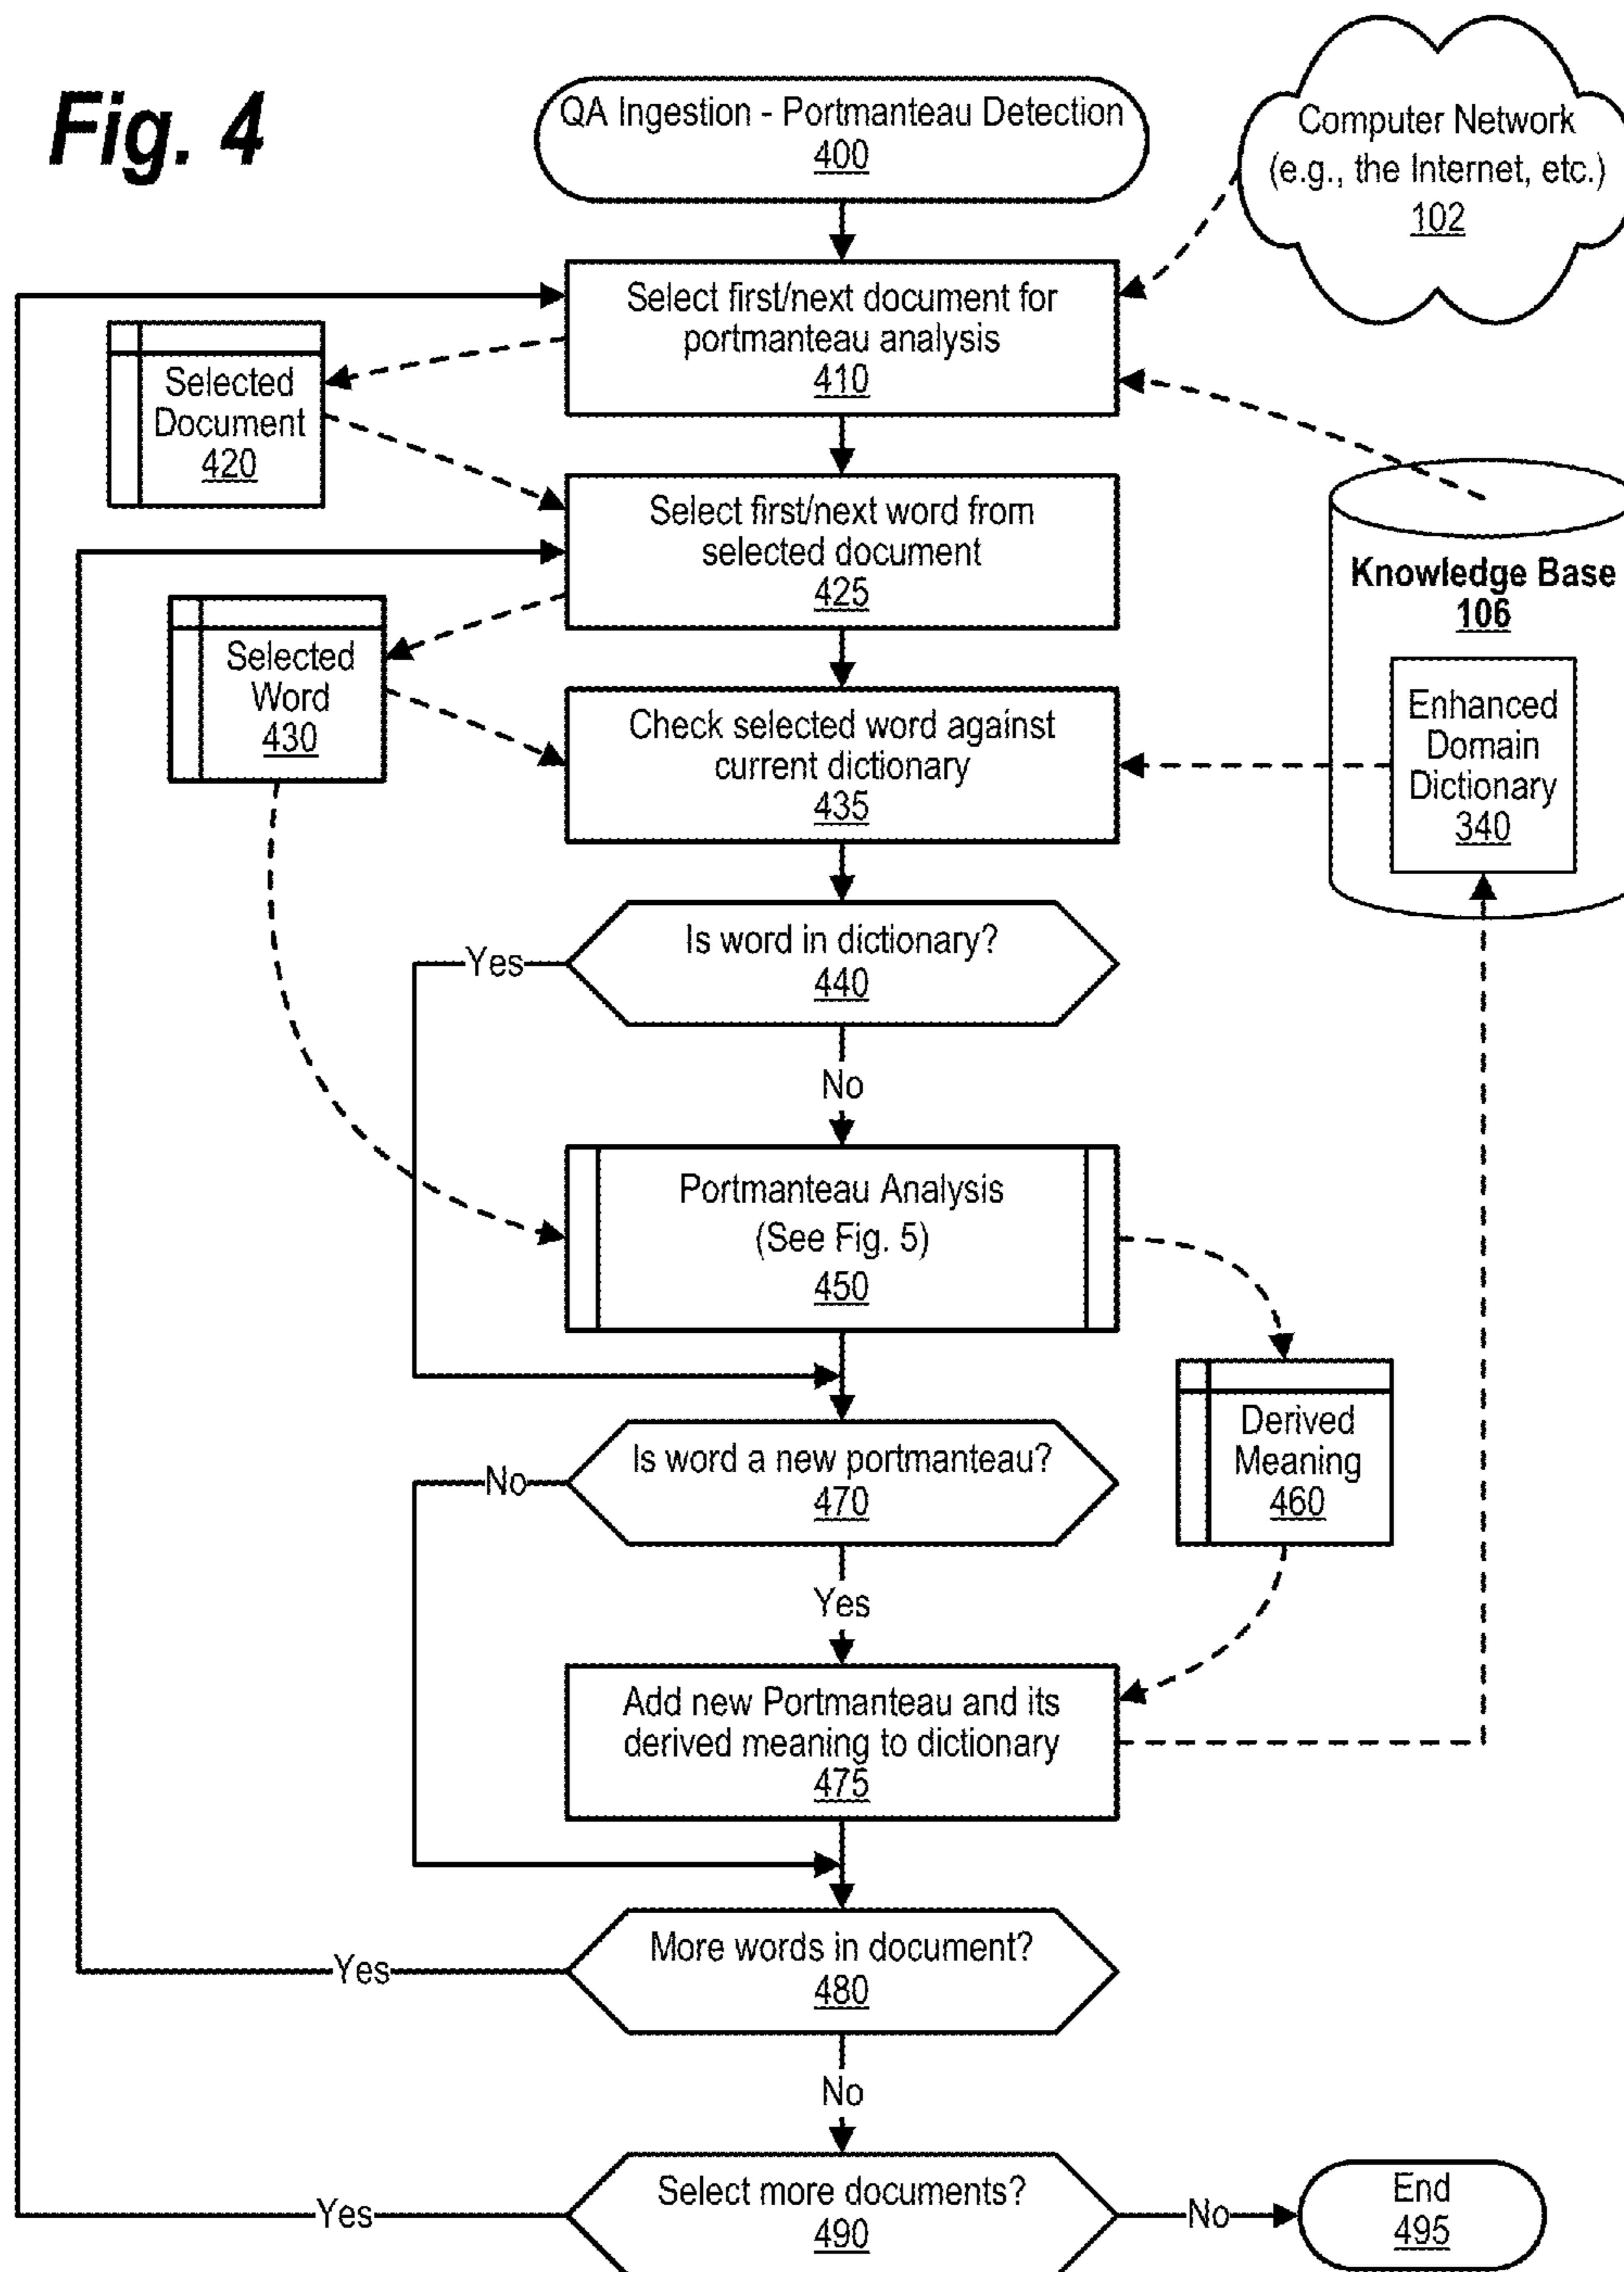 Fig. 4
QA Ingestion - Portmanteau Detection
400
Computer Network
(e.g., the Internet, etc.)
102
Select first/next document for
portmanteau analysis
410
Selected
Document
420
Select first/next word from
selected document
425
Knowledge Base
106
Selected
Word
430
Check selected word against
current dictionary
435
Enhanced
Domain
Dictionary
340
Is word in dictionary?
440
Yes
No
Portmanteau Analysis
(See Fig. 5)
450
Is word a new portmanteau?
470
No
Derived
Meaning
460
Yes
Add new Portmanteau and its
derived meaning to dictionary
475
More words in document?
480
Yes
No
Select more documents?
490
Yes
No
End
495